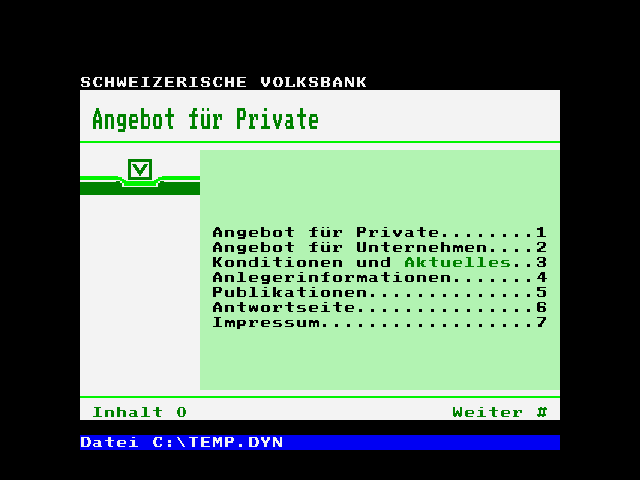 SCHWEIZERISCHE VOLKSBANK
Angebot für Private
Angebot für Private........1
Angebot für Unternehmen....2
Konditionen und Aktuelles..3
Anlegerinformationen.......4
Publikationen..............5
Antwortseite...............6
Impressum..................7
Inhalt 0 Weiter #
Datei C:\TEMP.DYN